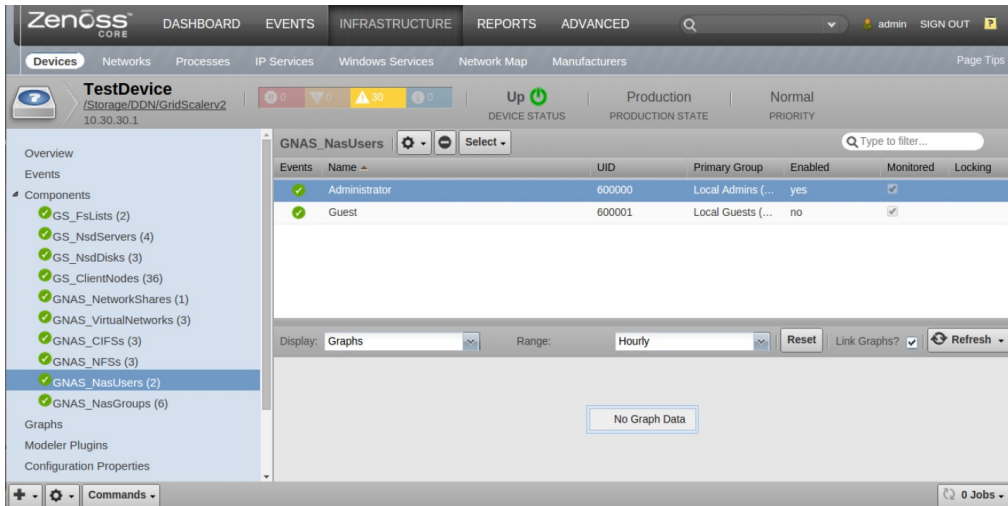 Zenoss CORE DASHBOARD EVENTS INFRASTRUCTURE REPORTS ADVANCED admin SIGN OUT ?
Devices Networks Processes IP Services Windows Services Network Map Manufacturers Page Tips
TestDevice
/Storage/DDN/GridScalerv2
10.30.30.1
0 0 30 0
Up
DEVICE STATUS
Production
PRODUCTION STATE
Normal
PRIORITY
Overview
Events
Components
GS_FsLists (2)
GS_NsdServers (4)
GS_NsdDisks (3)
GS_ClientNodes (36)
GNAS_NetworkShares (1)
GNAS_VirtualNetworks (3)
GNAS_CIFSs (3)
GNAS_NFSs (3)
GNAS_NasUsers (2)
GNAS_NasGroups (6)
Graphs
Modeler Plugins
Configuration Properties
GNAS_NasUsers Select Type to filter...
Events Name UID Primary Group Enabled Monitored Locking
Administrator 600000 Local Admins (... yes
Guest 600001 Local Guests (... no
Display: Graphs Range: Hourly Reset Link Graphs? Refresh
No Graph Data
Commands 0 Jobs